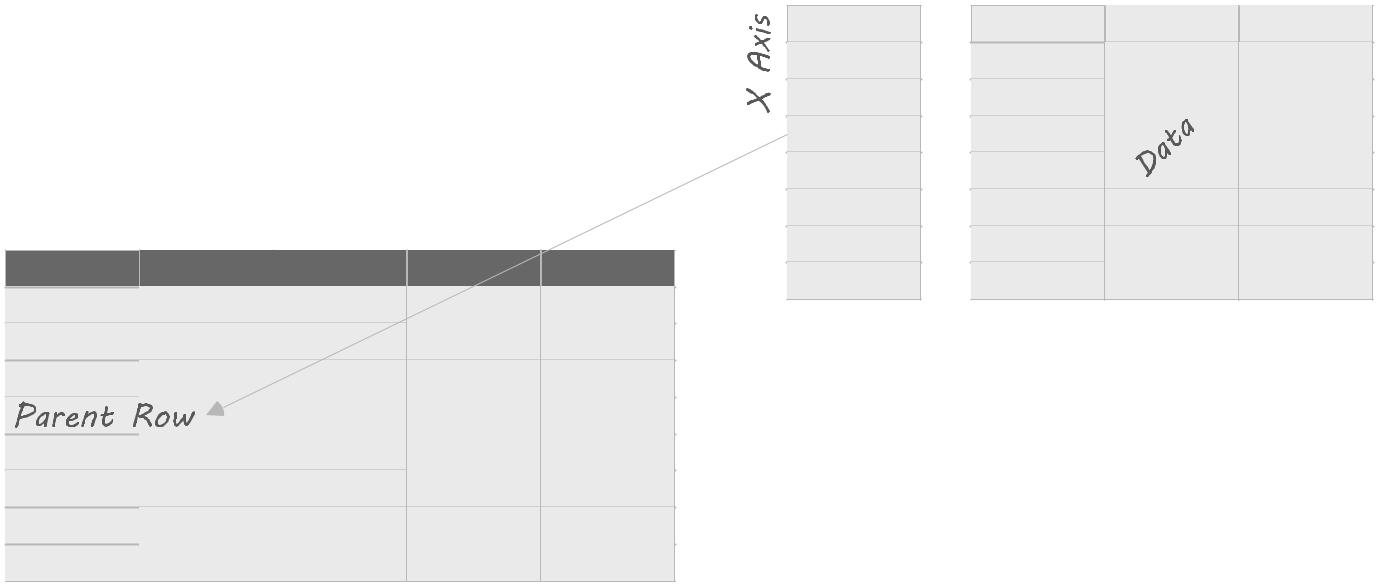 X Axis
Data
Parent Row